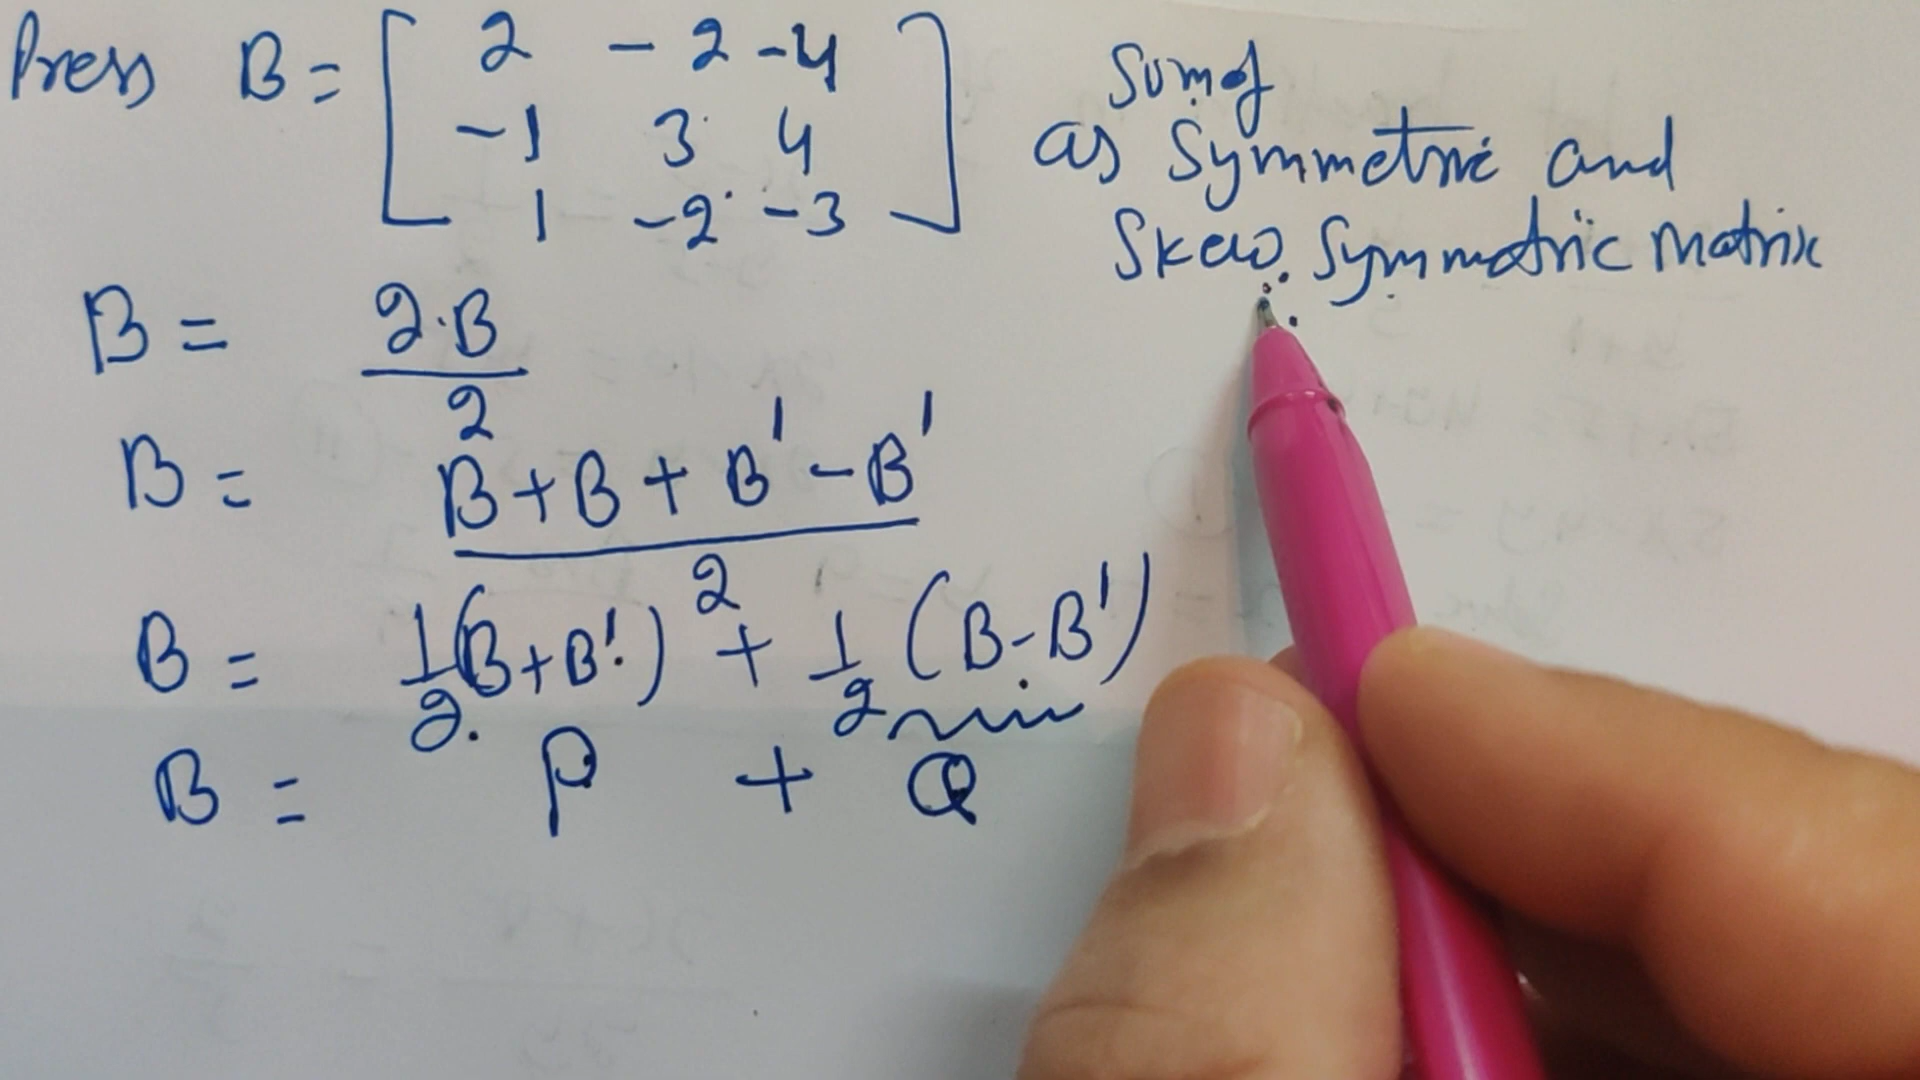 Press B = [ 2 -2 -4
-1 3 4
1 -2 -3 ]
Sum of
as Symmetric and
Skew Symmetric Matrix
B = 2·B / 2
B = B + B + B' - B' / 2
B = 1/2 (B + B') + 1/2 (B - B')
B = P + Q